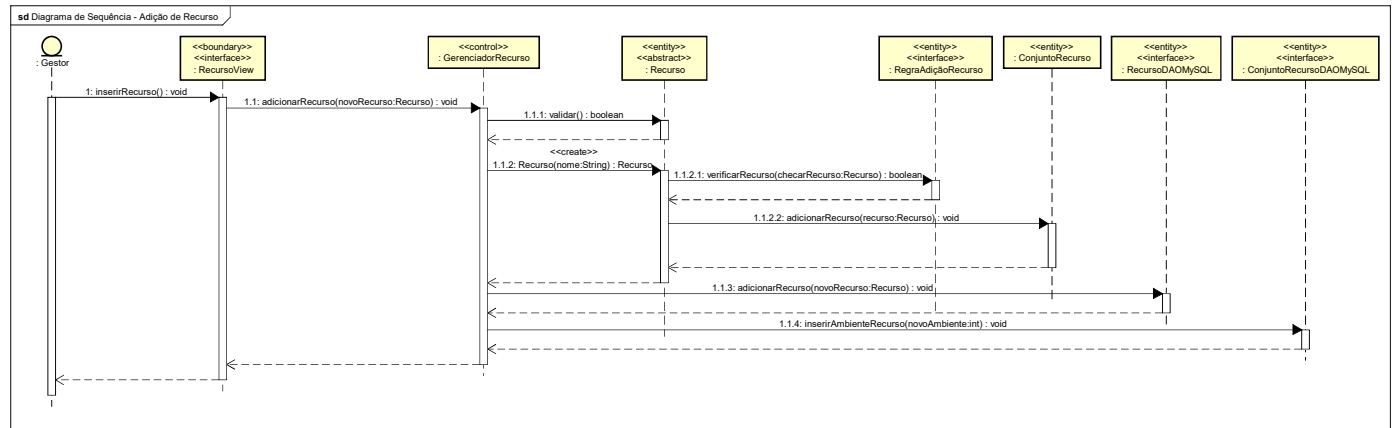 sd Diagrama de Sequência - Adição de Recurso
: Gestor
<<boundary>>
<<interface>>
: RecursoView
<<control>>
: GerenciadorRecurso
<<entity>>
<<abstract>>
: Recurso
<<entity>>
<<interface>>
: RegraAdiçãoRecurso
<<entity>>
: ConjuntoRecurso
<<entity>>
<<interface>>
: RecursoDAOMySQL
<<entity>>
<<interface>>
: ConjuntoRecursoDAOMySQL
1: inserirRecurso() : void
1.1: adicionarRecurso(novoRecurso:Recurso) : void
1.1.1: validar() : boolean
<<create>>
1.1.2: Recurso(nome:String) : Recurso
1.1.2.1: verificarRecurso(checarRecurso:Recurso) : boolean
1.1.2.2: adicionarRecurso(recurso:Recurso) : void
1.1.3: adicionarRecurso(novoRecurso:Recurso) : void
1.1.4: inserirAmbienteRecurso(novoAmbiente:int) : void